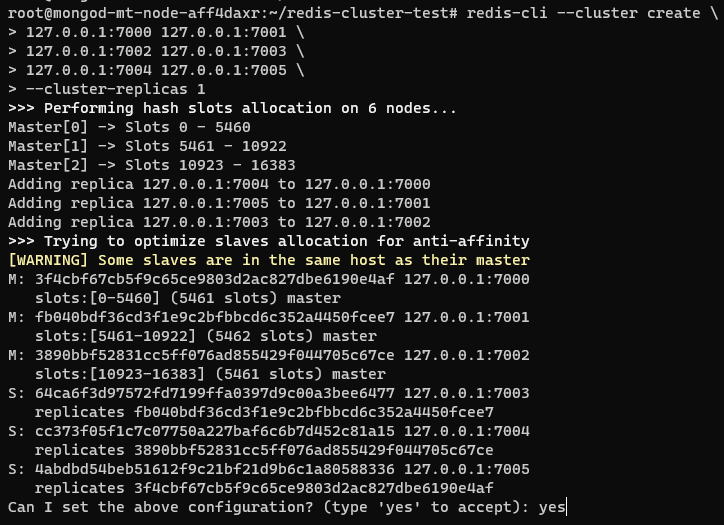 root@mongod-mt-node-aff4daxr:~/redis-cluster-test# redis-cli --cluster create \
> 127.0.0.1:7000 127.0.0.1:7001 \
> 127.0.0.1:7002 127.0.0.1:7003 \
> 127.0.0.1:7004 127.0.0.1:7005 \
> --cluster-replicas 1
>>> Performing hash slots allocation on 6 nodes...
Master[0] -> Slots 0 - 5460
Master[1] -> Slots 5461 - 10922
Master[2] -> Slots 10923 - 16383
Adding replica 127.0.0.1:7004 to 127.0.0.1:7000
Adding replica 127.0.0.1:7005 to 127.0.0.1:7001
Adding replica 127.0.0.1:7003 to 127.0.0.1:7002
>>> Trying to optimize slaves allocation for anti-affinity
[WARNING] Some slaves are in the same host as their master
M: 3f4cbf67cb5f9c65ce9803d2ac827dbe6190e4af 127.0.0.1:7000
   slots:[0-5460] (5461 slots) master
M: fb040bdf36cd3f1e9c2bfbbcd6c352a4450fcee7 127.0.0.1:7001
   slots:[5461-10922] (5462 slots) master
M: 3890bbf52831cc5ff076ad855429f044705c67ce 127.0.0.1:7002
   slots:[10923-16383] (5461 slots) master
S: 64ca6f3d97572fd7199ffa0397d9c00a3bee6477 127.0.0.1:7003
   replicates fb040bdf36cd3f1e9c2bfbbcd6c352a4450fcee7
S: cc373f05f1c7c07750a227baf6c6b7d452c81a15 127.0.0.1:7004
   replicates 3890bbf52831cc5ff076ad855429f044705c67ce
S: 4abdbd54beb51612f9c21bf21d9b6c1a80588336 127.0.0.1:7005
   replicates 3f4cbf67cb5f9c65ce9803d2ac827dbe6190e4af
Can I set the above configuration? (type 'yes' to accept): yes